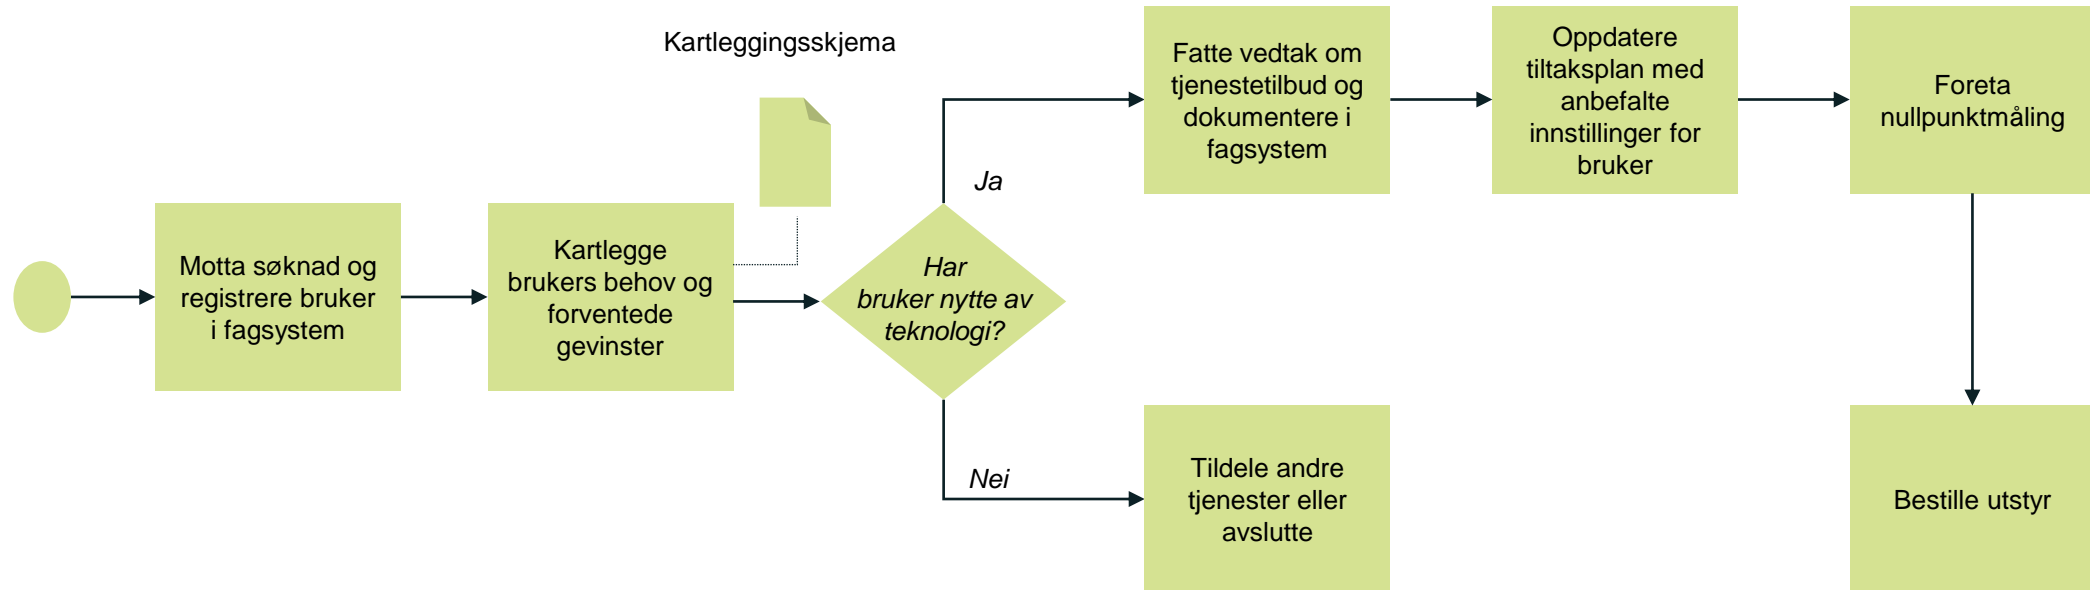 Motta søknad og
registrere bruker
i fagsystem
Kartlegge
brukers behov og
forventede
gevinster
Kartleggingsskjema
Har
bruker nytte av
teknologi?
Ja
Fatte vedtak om
tjenestetilbud og
dokumentere i
fagsystem
Oppdatere
tiltaksplan med
anbefalte
innstillinger for
bruker
Foreta
nullpunktmåling
Bestille utstyr
Nei
Tildele andre
tjenester eller
avslutte